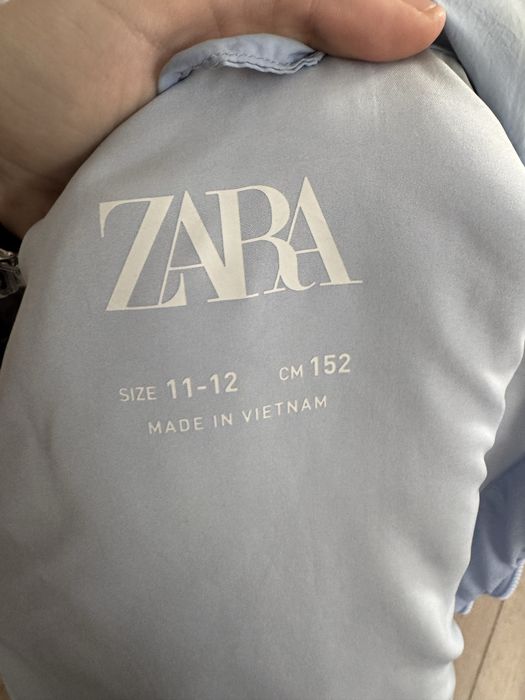 ZARA
SIZE 11-12 CM 152
MADE IN VIETNAM